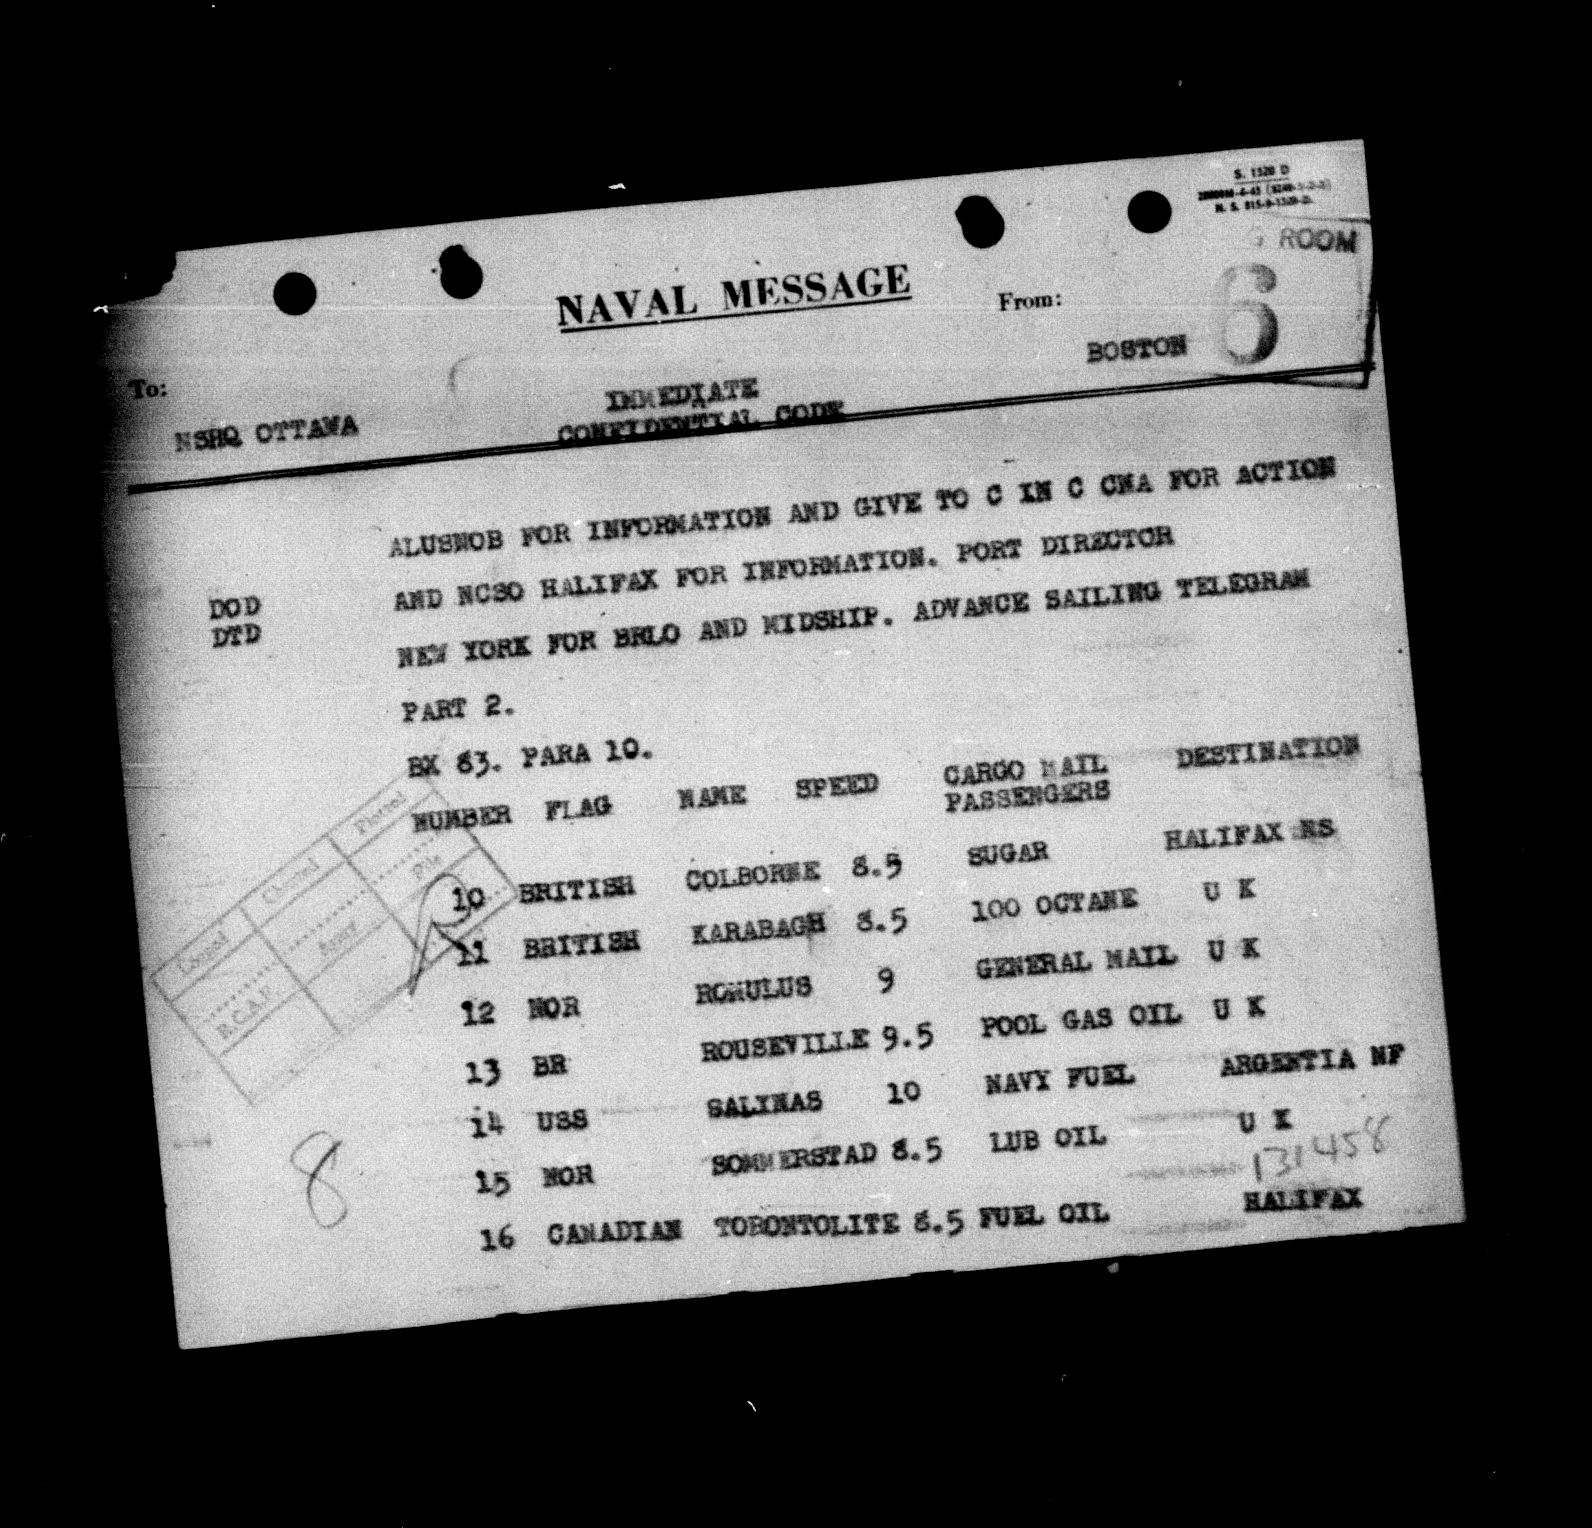 S. 1320 D
ROOM
6
NAVAL MESSAGE
From:
BOSTON
To:
IMMEDIATE
NSHQ OTTAWA
CONFIDENTIAL CODE
ALUSNOB FOR INFORMATION AND GIVE TO C IN C CNA FOR ACTION
DOD AND NCSO HALIFAX FOR INFORMATION. PORT DIRECTOR
DTD NEW YORK FOR BRLO AND MIDSHIP. ADVANCE SAILING TELEGRAM
PART 2.
BX 83. PARA 10.
NUMBER FLAG NAME SPEED CARGO MAIL DESTINATION
PASSENGERS
10 BRITISH COLBORNE 8.5 SUGAR HALIFAX NS
11 BRITISH KARABAGH 8.5 100 OCTANE U K
12 NOR ROMULUS 9 GENERAL MAIL U K
13 BR ROUSEVILLE 9.5 POOL GAS OIL U K
14 USS SALINAS 10 NAVY FUEL ARGENTIA NF
15 NOR SOMMERSTAD 8.5 LUB OIL U K
131458
16 CANADIAN TORONTOLITE 8.5 FUEL OIL HALIFAX
8
Plotted
File
R.C.A.F.